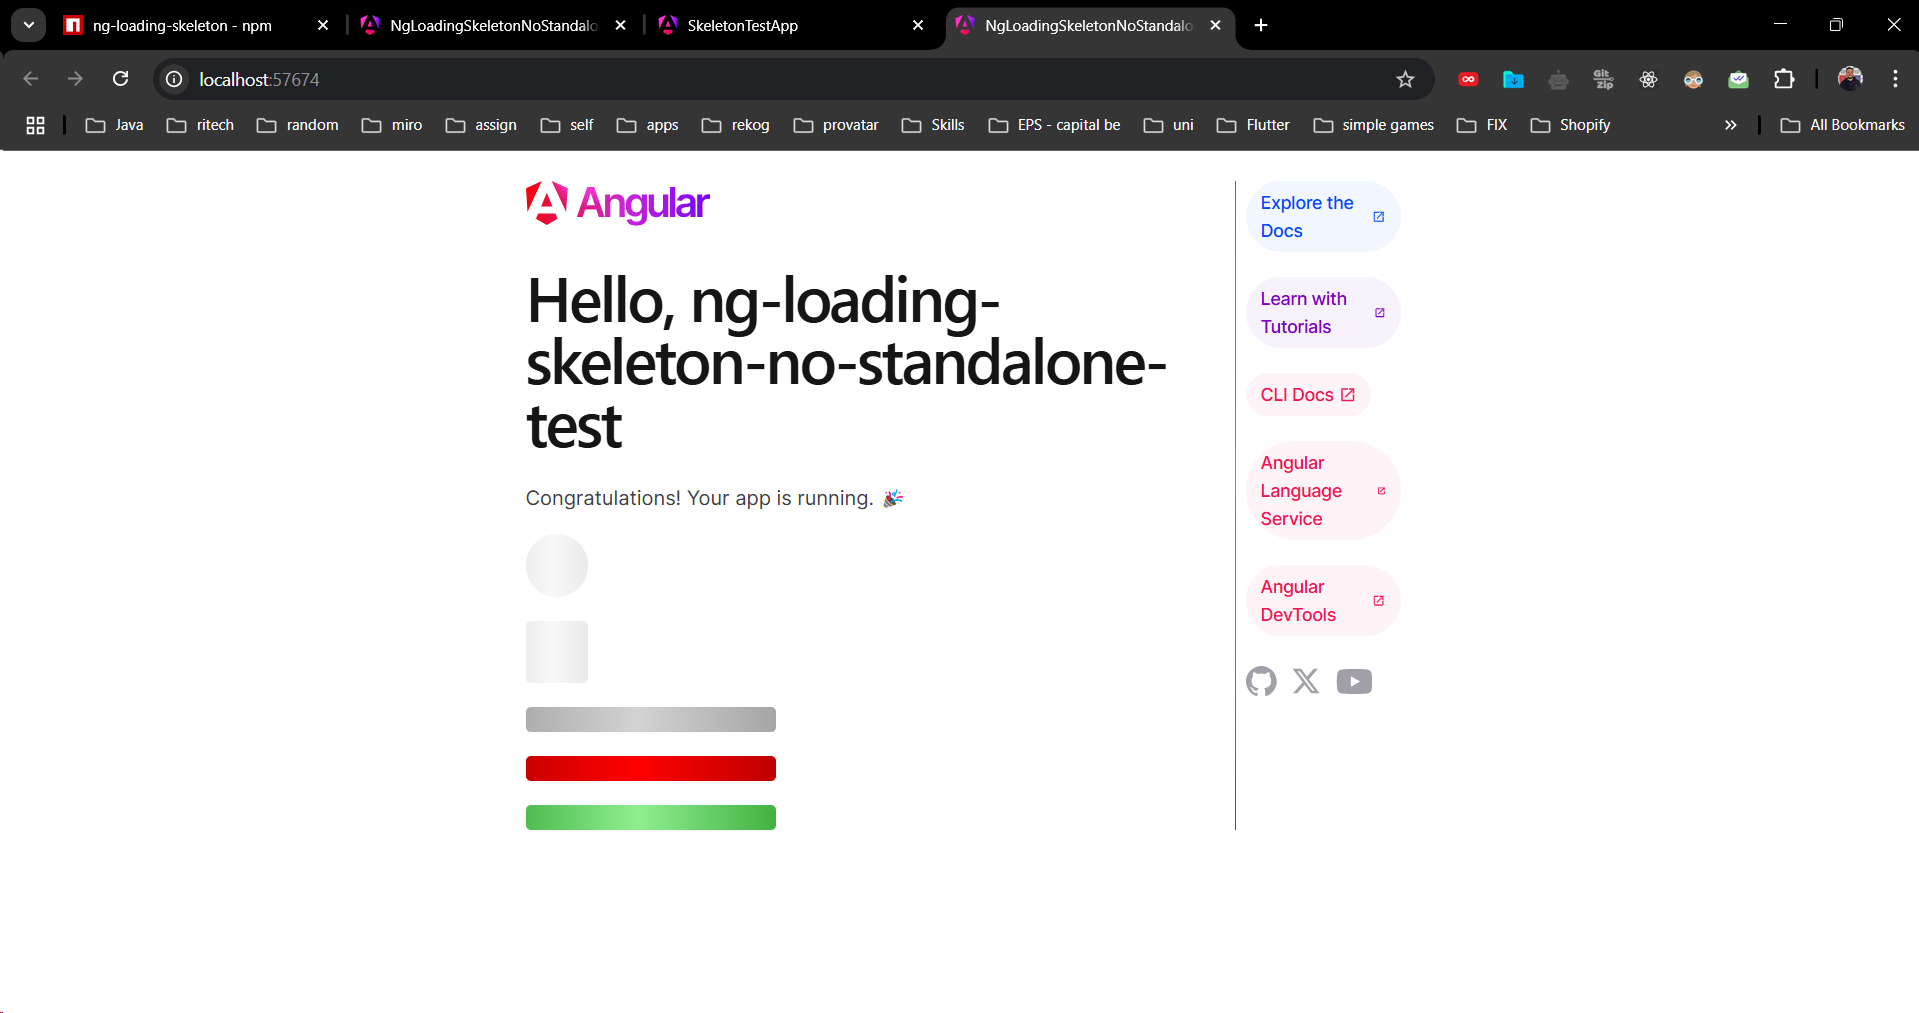 ng-loading-skeleton - npm
NgLoadingSkeletonNoStandalo
SkeletonTestApp
NgLoadingSkeletonNoStandalo
localhost:57674
Git
Zip
Java
ritech
random
miro
assign
self
apps
rekog
provatar
Skills
EPS - capital be
uni
Flutter
simple games
FIX
Shopify
All Bookmarks
Angular
Hello, ng-loading-
skeleton-no-standalone-
test
Congratulations! Your app is running. 🎉
Explore the
Docs
Learn with
Tutorials
CLI Docs
Angular
Language
Service
Angular
DevTools